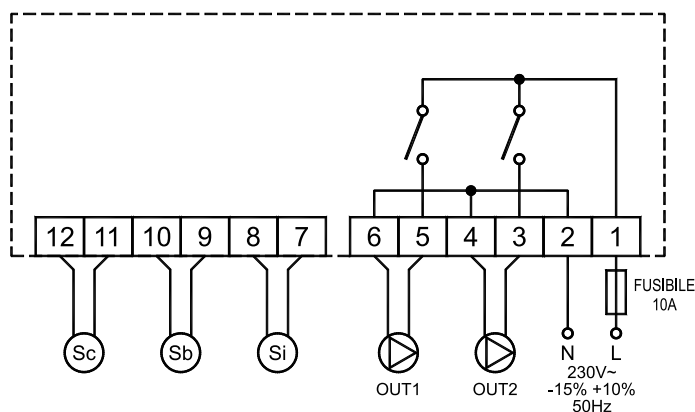 12 11 10 9 8 7 6 5 4 3 2 1
FUSIBILE
10A
Sc Sb Si
N L
OUT1 OUT2
230V~
-15% +10%
50Hz